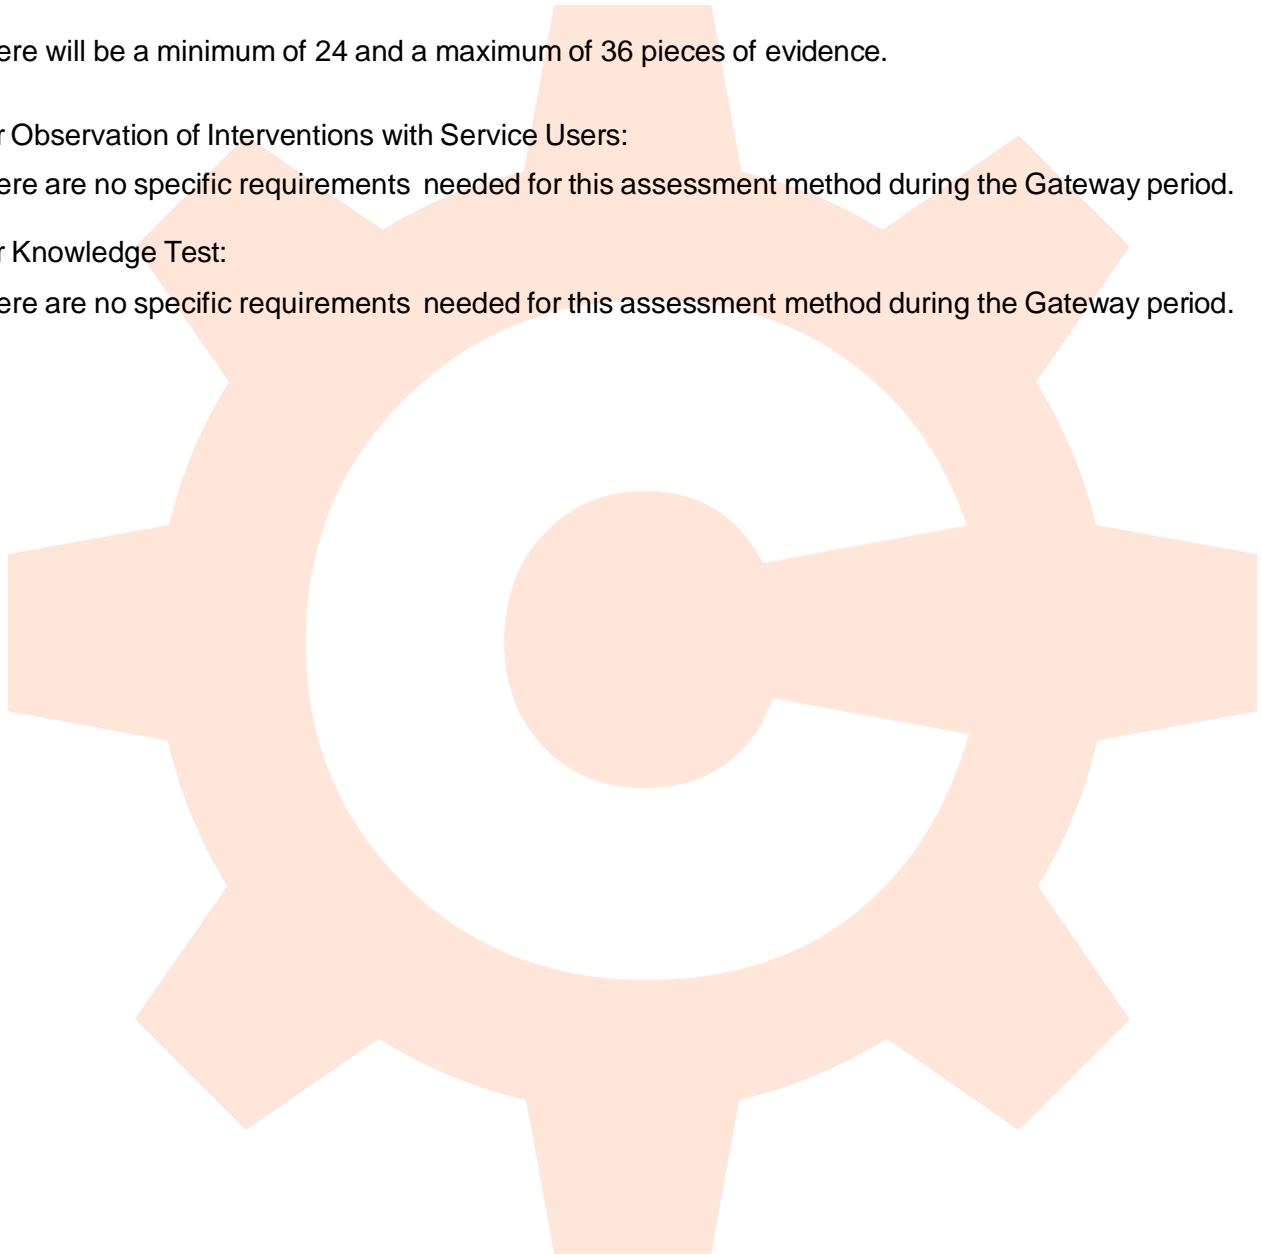 ere will be a minimum of 24 and a maximum of 36 pieces of evidence.
r Observation of Interventions with Service Users:
ere are no specific requirements needed for this assessment method during the Gateway period.
r Knowledge Test:
ere are no specific requirements needed for this assessment method during the Gateway period.